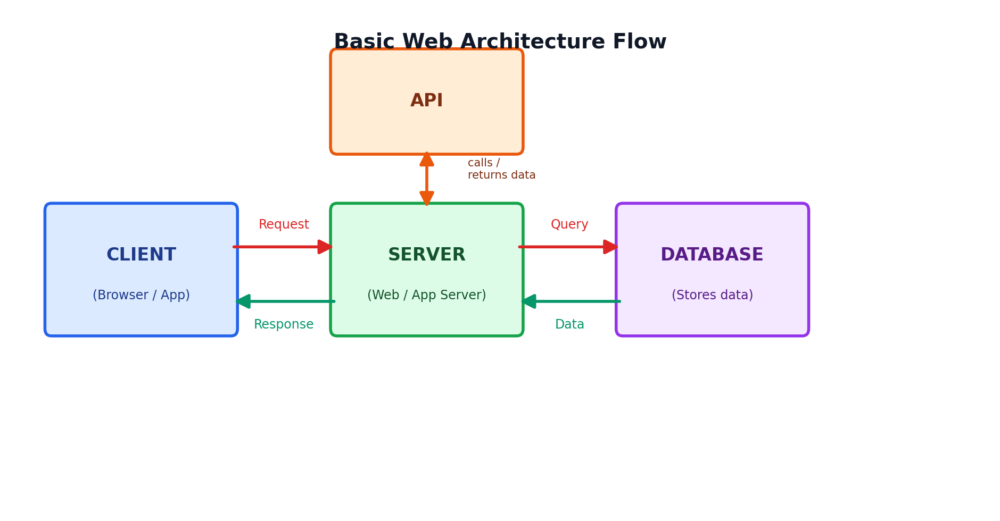 Basic Web Architecture Flow
API
calls /
returns data
Request
Query
CLIENT
SERVER
DATABASE
(Browser / App)
(Web / App Server)
(Stores data)
Response
Data